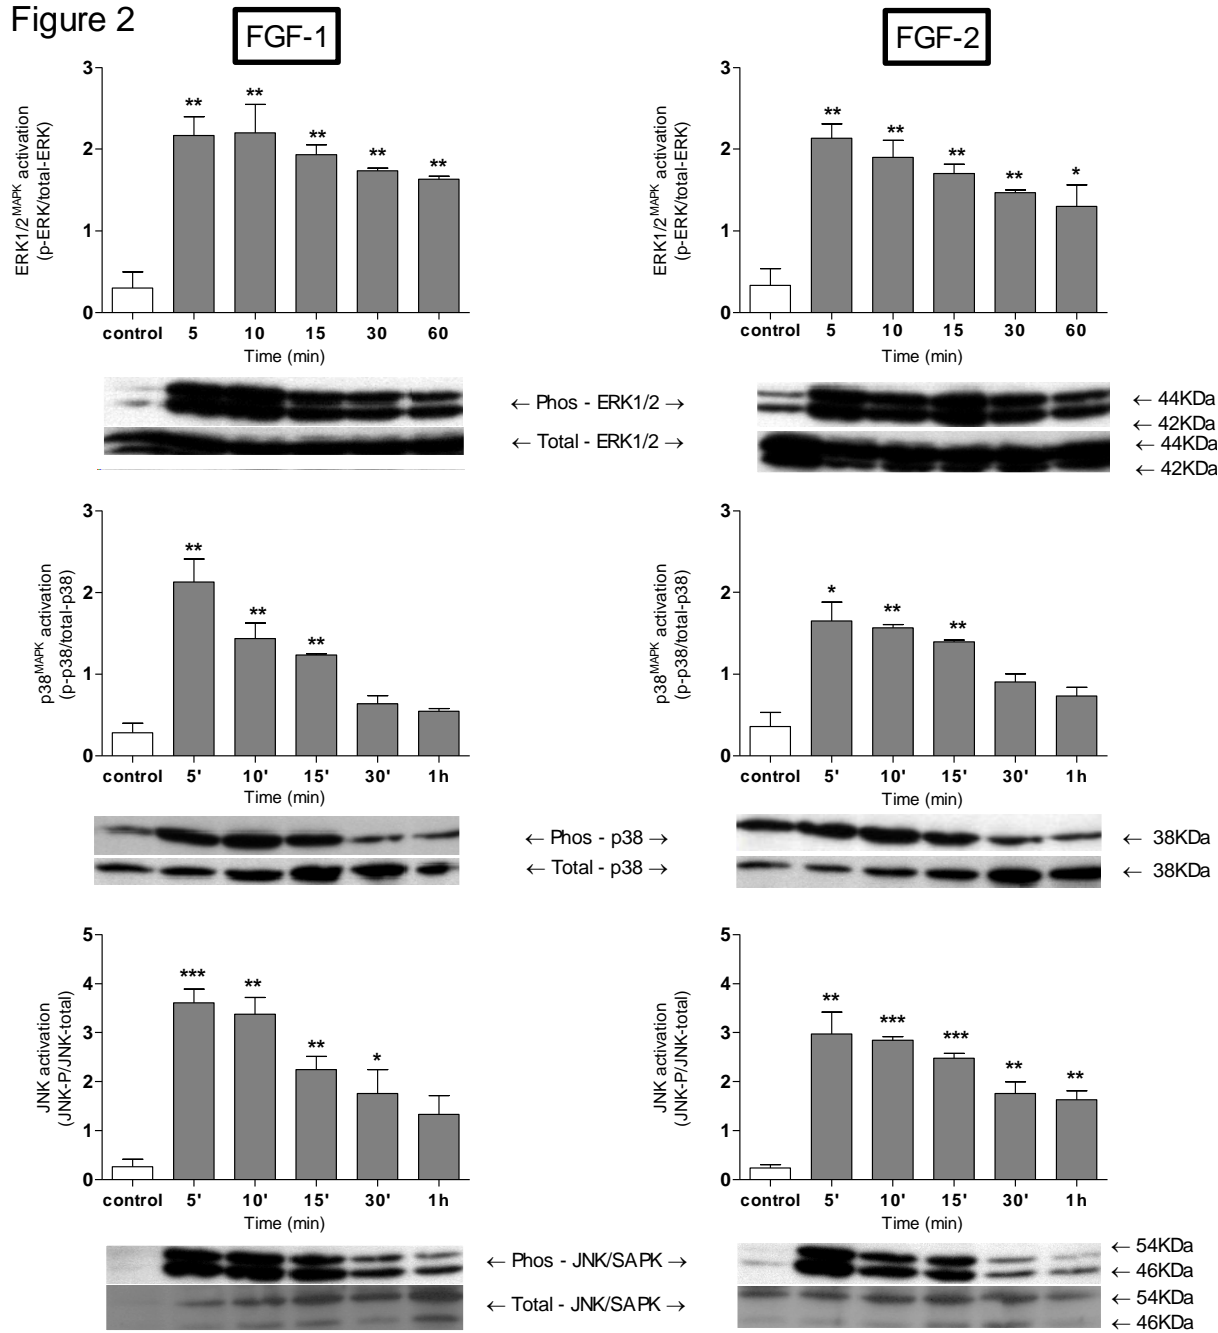 Figure 2
FGF-1
FGF-2
ERK1/2MAPK activation
(p-ERK/total-ERK)
3
2
1
0
** ** ** ** **
control 5 10 15 30 60
Time (min)
ERK1/2MAPK activation
(p-ERK/total-ERK)
3
2
1
0
** ** ** ** *
control 5 10 15 30 60
Time (min)
← Phos - ERK1/2 →
← 44KDa
← 42KDa
← Total - ERK1/2 →
← 44KDa
← 42KDa
p38MAPK activation
(p-p38/total-p38)
3
2
1
0
** ** **
control 5' 10' 15' 30' 1h
Time (min)
p38MAPK activation
(p-p38/total-p38)
3
2
1
0
* ** **
control 5' 10' 15' 30' 1h
Time (min)
← Phos - p38 →
← 38KDa
← Total - p38 →
← 38KDa
JNK activation
(JNK-P/JNK-total)
5
4
3
2
1
0
*** ** ** *
control 5' 10' 15' 30' 1h
Time (min)
JNK activation
(JNK-P/JNK-total)
5
4
3
2
1
0
** *** *** ** **
control 5' 10' 15' 30' 1h
Time (min)
← Phos - JNK/SAPK →
← 54KDa
← 46KDa
← Total - JNK/SAPK →
← 54KDa
← 46KDa